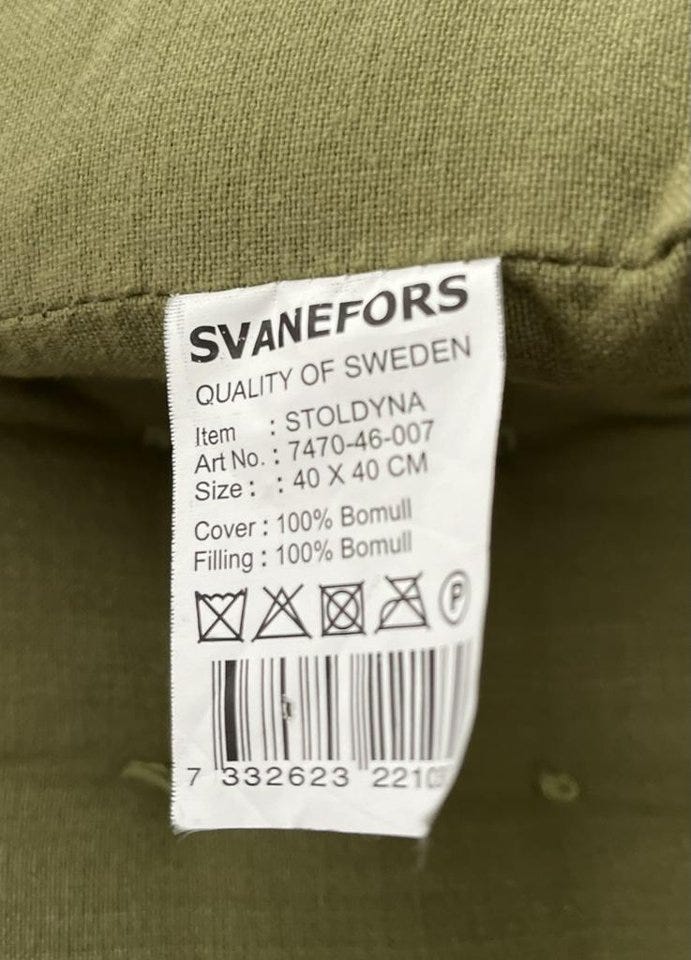 SVANEFORS
QUALITY OF SWEDEN
Item : STOLDYNA
Art No. : 7470-46-007
Size : : 40 X 40 CM
Cover : 100% Bomull
Filling : 100% Bomull
P
7 332623